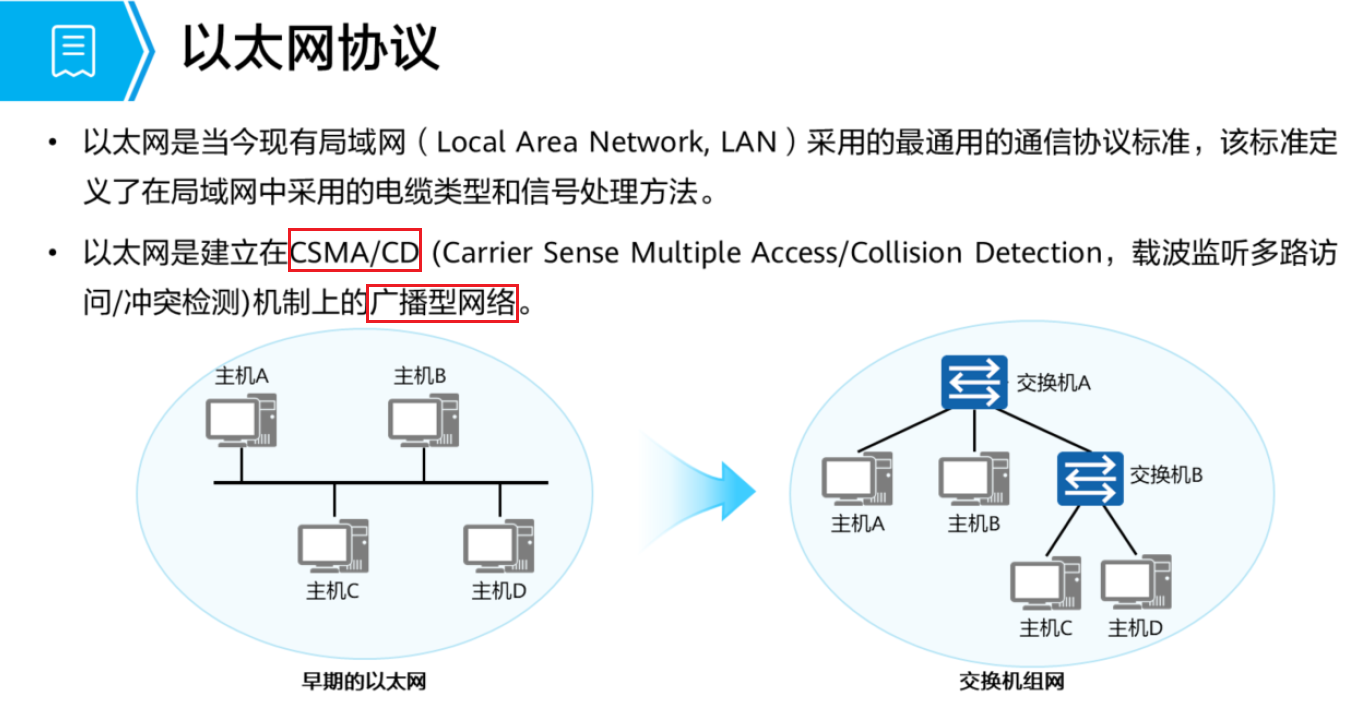 以太网协议
• 以太网是当今现有局域网（Local Area Network, LAN）采用的最通用的通信协议标准，该标准定
义了在局域网中采用的电缆类型和信号处理方法。
• 以太网是建立在CSMA/CD (Carrier Sense Multiple Access/Collision Detection，载波监听多路访
问/冲突检测)机制上的广播型网络。
主机A
主机B
主机C
主机D
早期的以太网
交换机A
主机A
主机B
交换机B
主机C
主机D
交换机组网